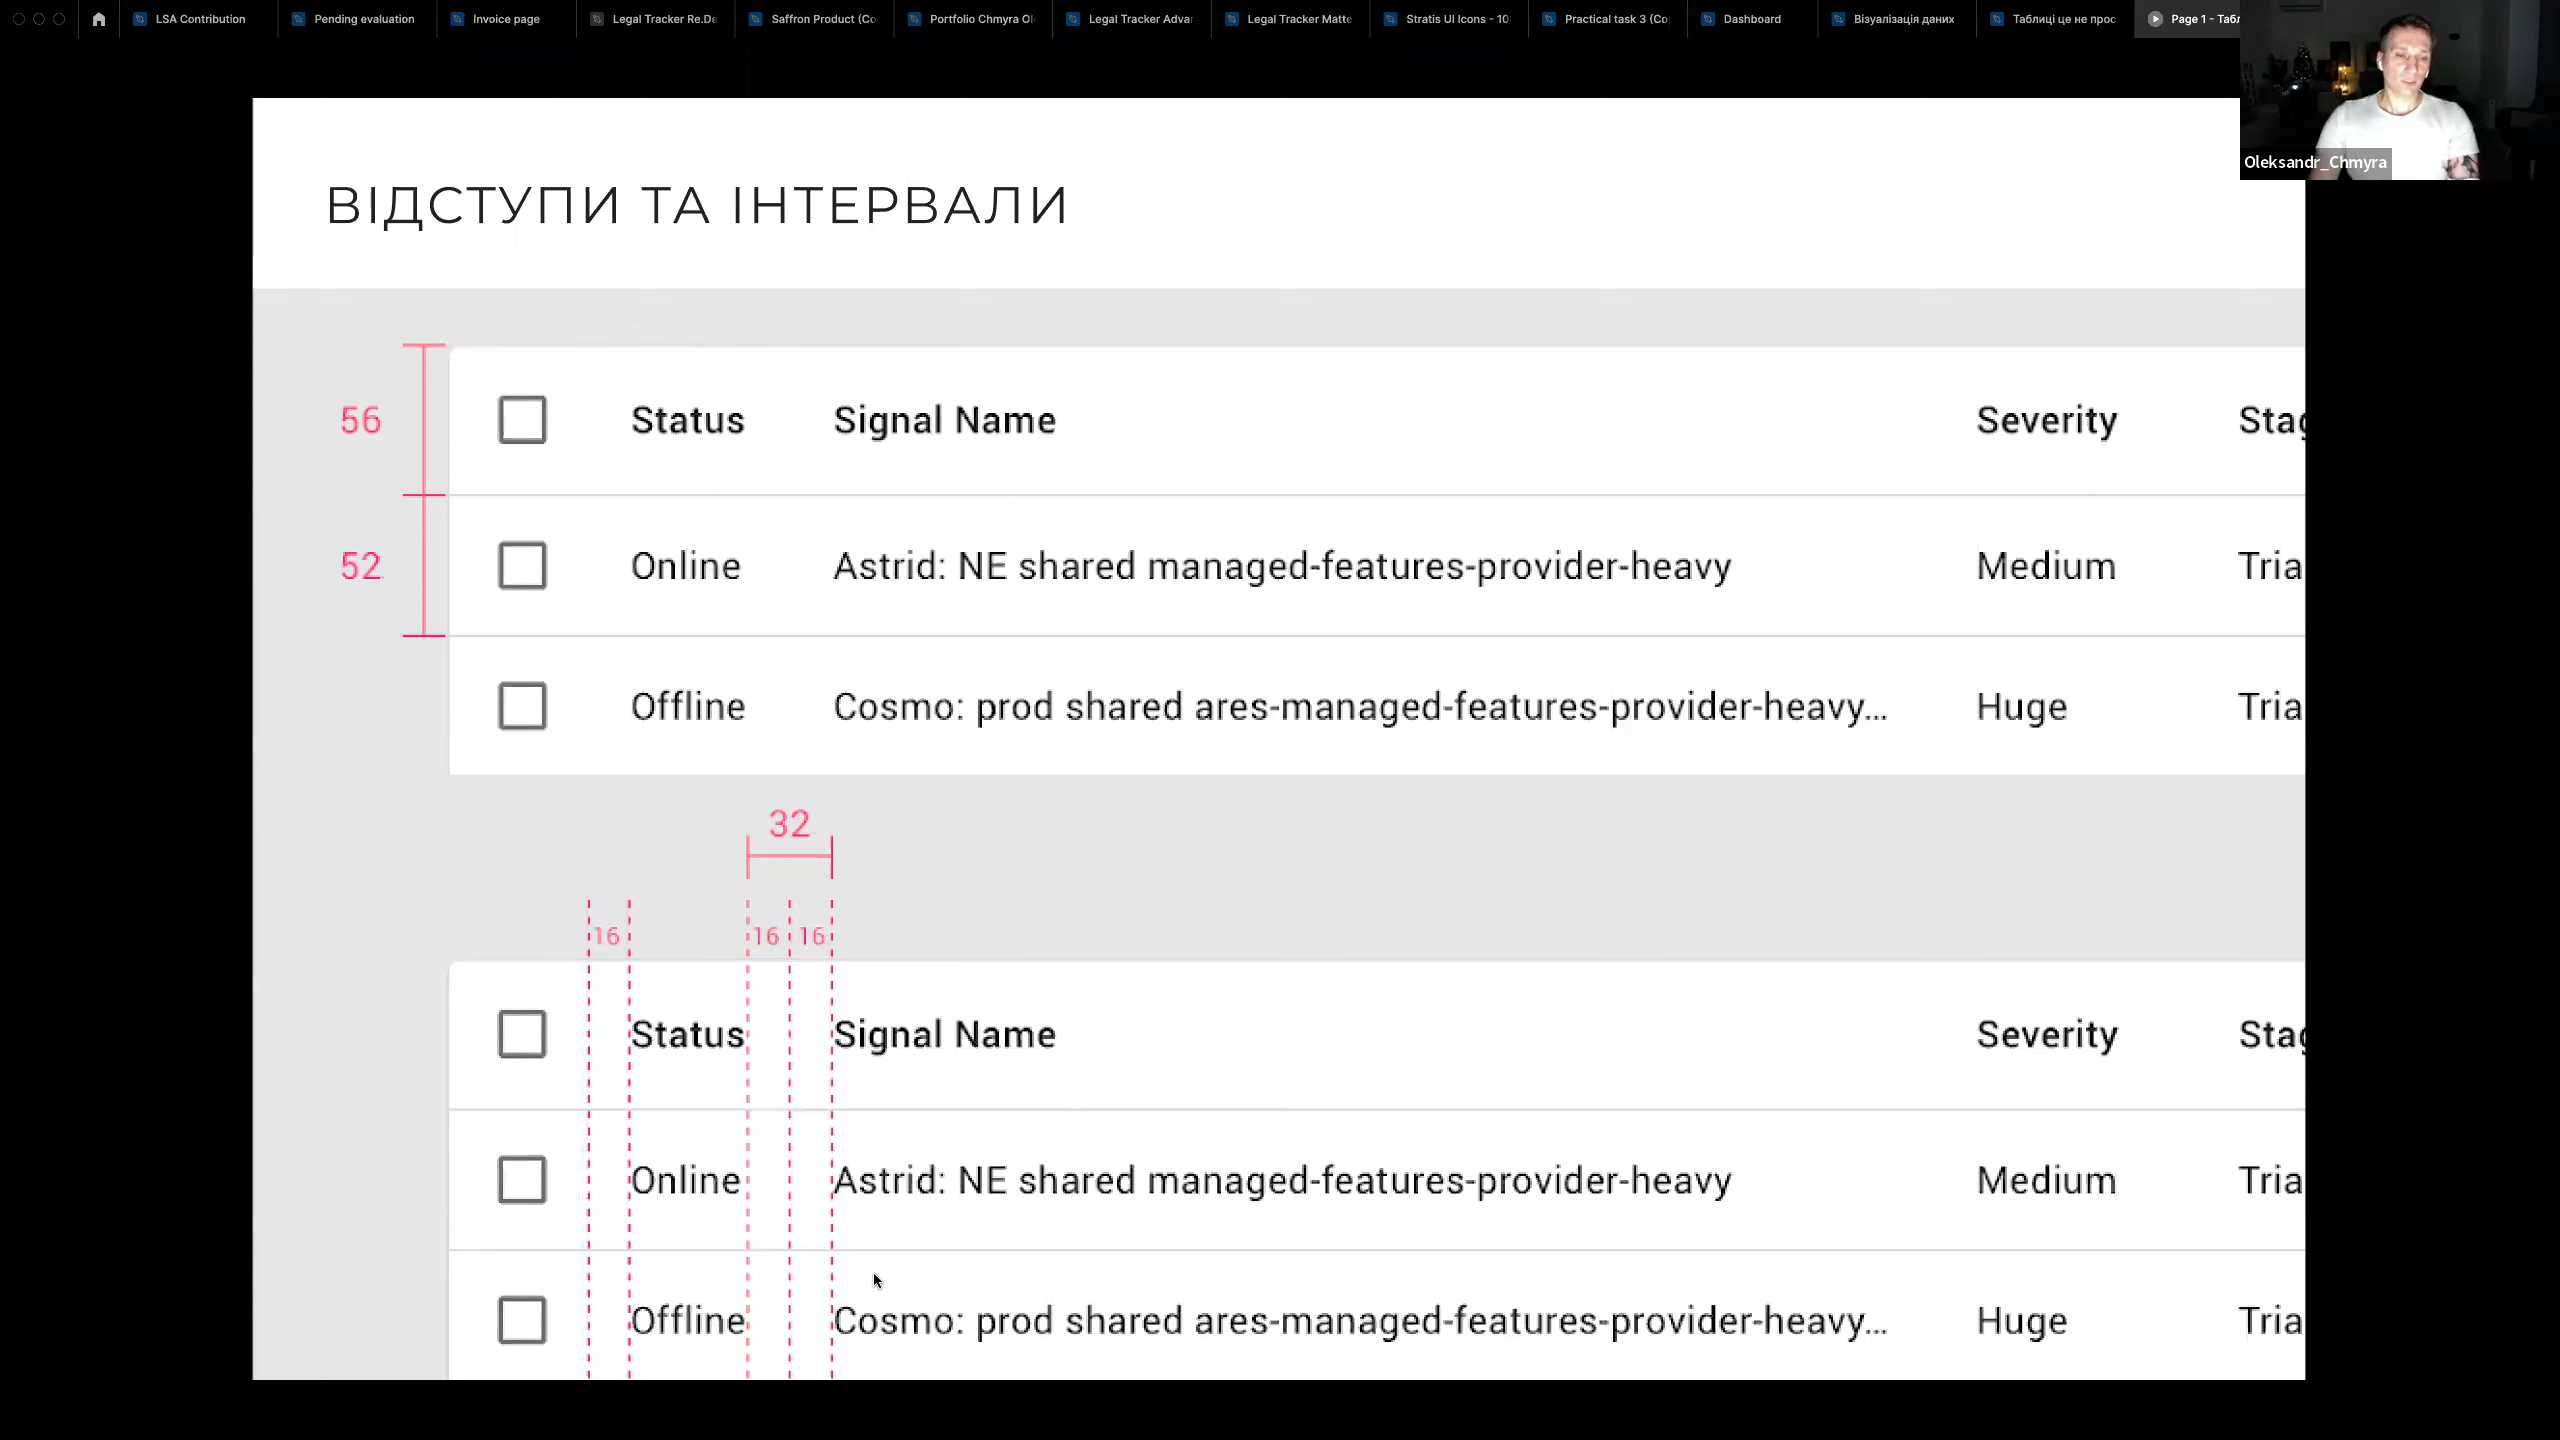 LSA Contribution
Pending evaluation
Invoice page
Legal Tracker Re.De
Saffron Product (Co
Portfolio Chmyra Ol
Legal Tracker Advar
Legal Tracker Matte
Stratis UI Icons - 10
Practical task 3 (Co
Dashboard
Візуалізація даних
Таблиці це не прос
Page 1 - Табл
Oleksandr_Chmyra
ВІДСТУПИ ТА ІНТЕРВАЛИ
56 Status Signal Name Severity Stag
52 Online Astrid: NE shared managed-features-provider-heavy Medium Tria
Offline Cosmo: prod shared ares-managed-features-provider-heavy... Huge Tria
32
16 16 16
Status Signal Name Severity Stag
Online Astrid: NE shared managed-features-provider-heavy Medium Tria
Offline Cosmo: prod shared ares-managed-features-provider-heavy... Huge Tria